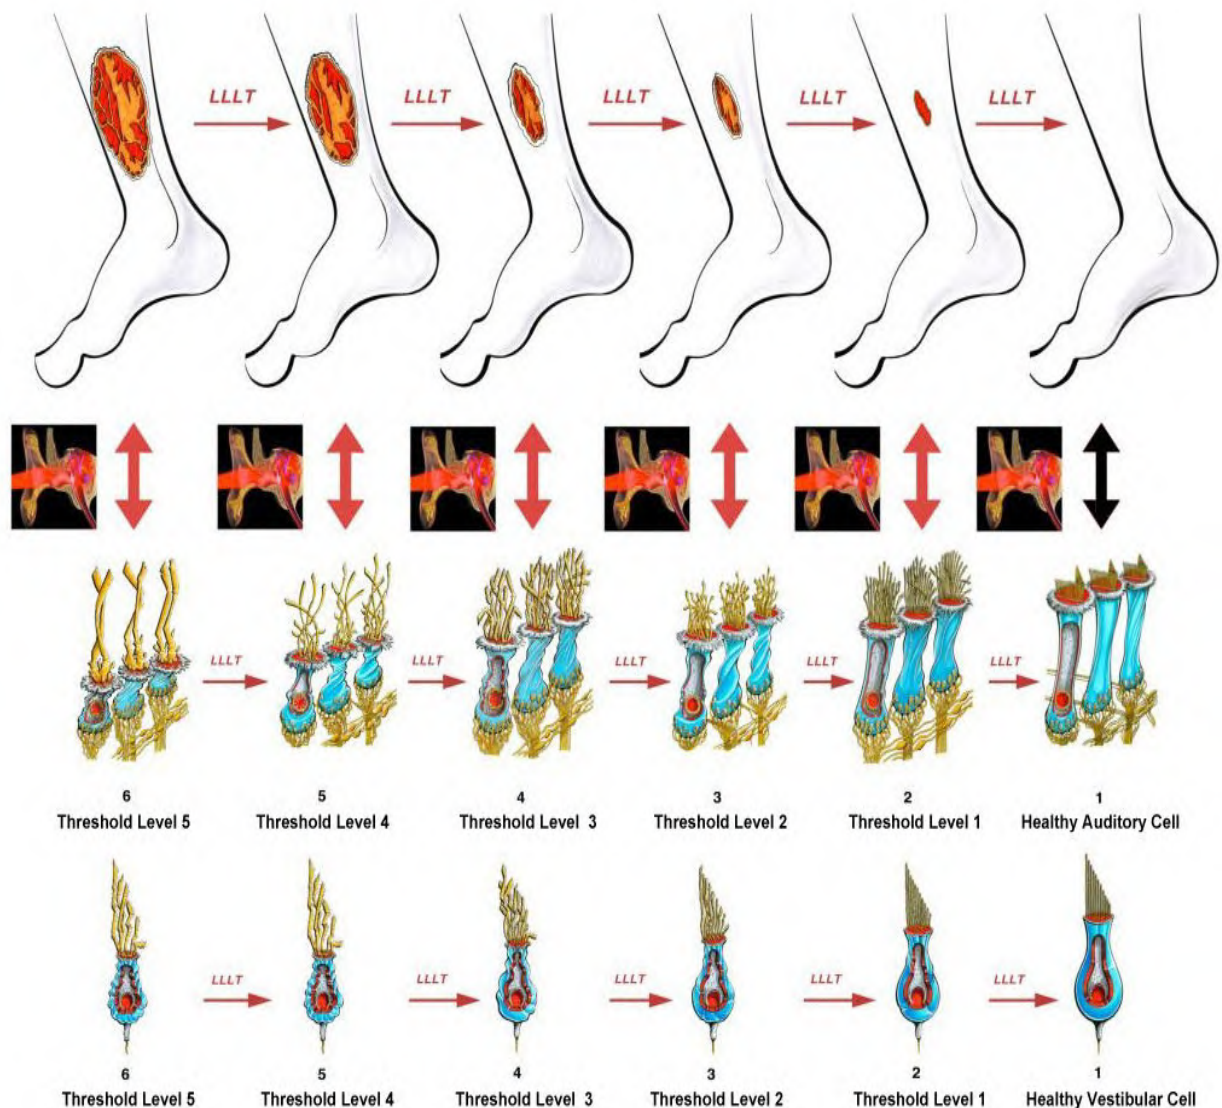 LLLT LLLT LLLT LLLT LLLT
LLLT LLLT LLLT LLLT LLLT
6 5 4 3 2 1
Threshold Level 5 Threshold Level 4 Threshold Level 3 Threshold Level 2 Threshold Level 1 Healthy Auditory Cell
LLLT LLLT LLLT LLLT LLLT
6 5 4 3 2 1
Threshold Level 5 Threshold Level 4 Threshold Level 3 Threshold Level 2 Threshold Level 1 Healthy Vestibular Cell